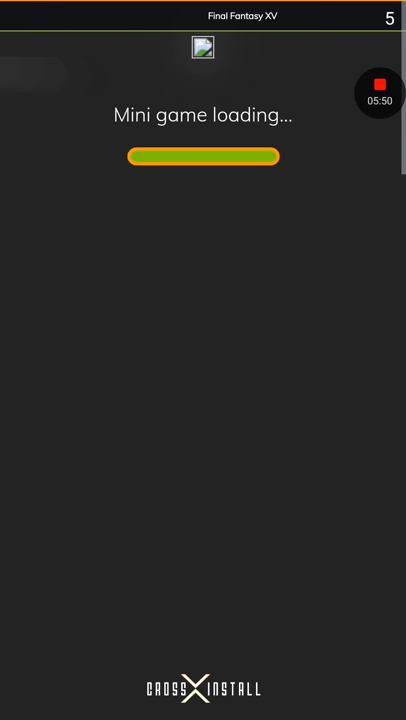 Final Fantasy XV
5
05:50
Mini game loading...
CROSS INSTALL